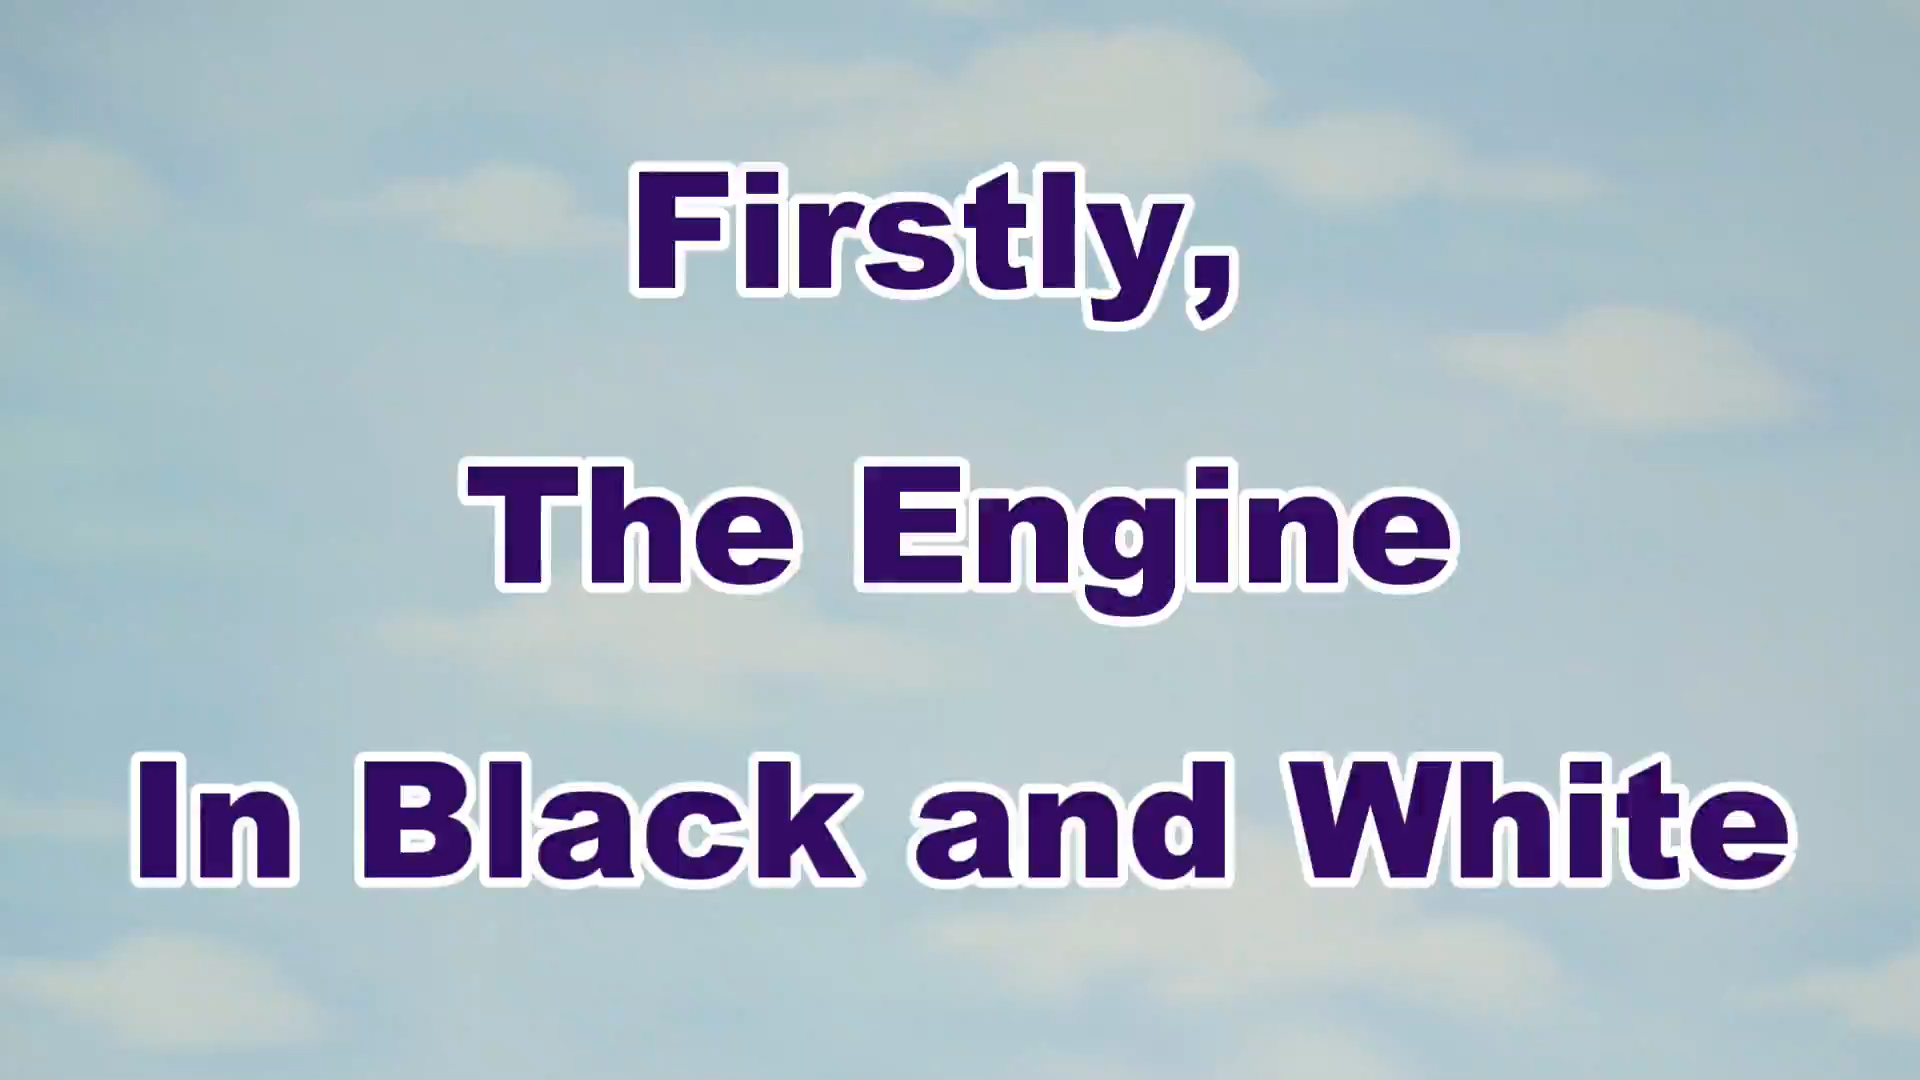 Firstly,
The Engine
In Black and White